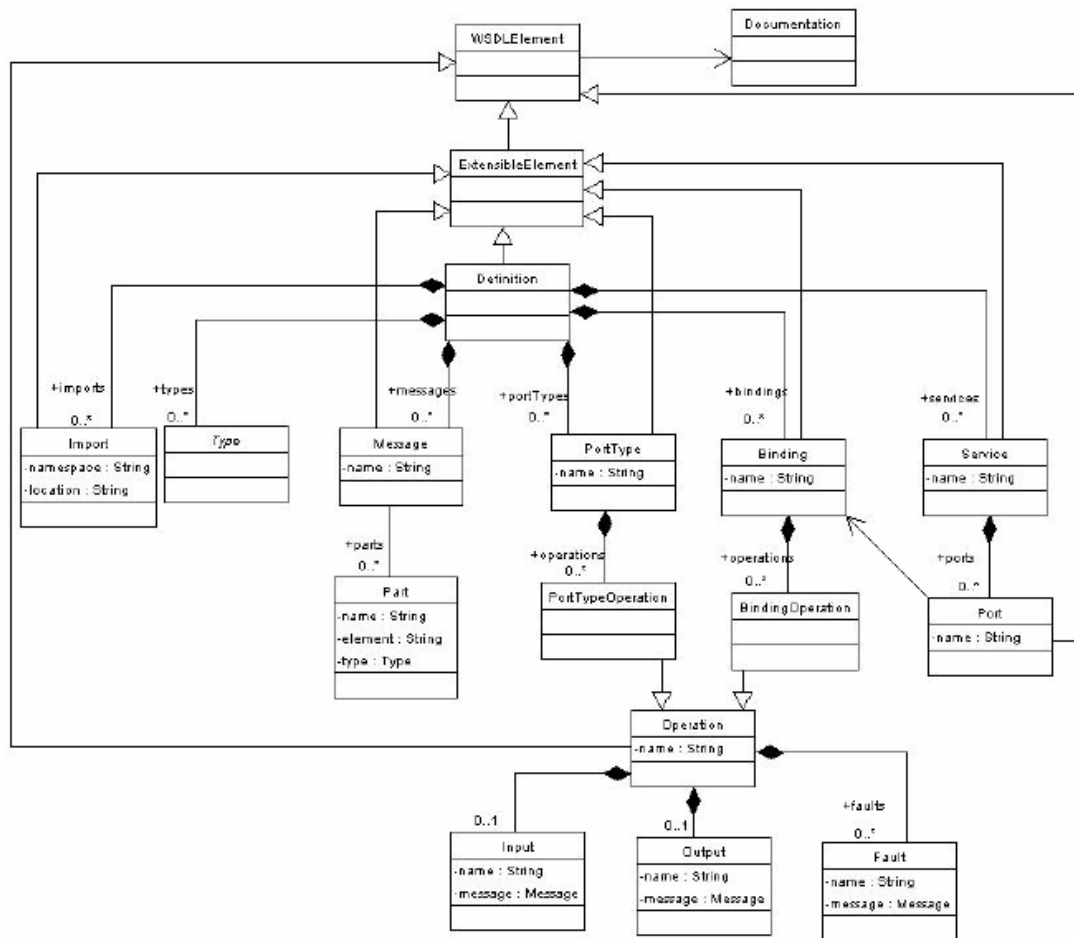 WSDLElement
Documentation
ExtensibleElement
Definition
+imports
0..*
+types
0..*
+messages
0..*
+portTypes
0..*
+bindings
0..*
+services
0..*
Import
-namespace : String
-location : String
Type
Message
-name : String
PortType
-name : String
Binding
-name : String
Service
-name : String
+parts
0..*
+operations
0..*
+operations
0..*
+ports
0..*
Part
-name : String
-element : String
-type : Type
PortTypeOperation
BindingOperation
Port
-name : String
Operation
-name : String
0..1
0..1
+faults
0..*
Input
-name : String
-message : Message
Output
-name : String
-message : Message
Fault
-name : String
-message : Message